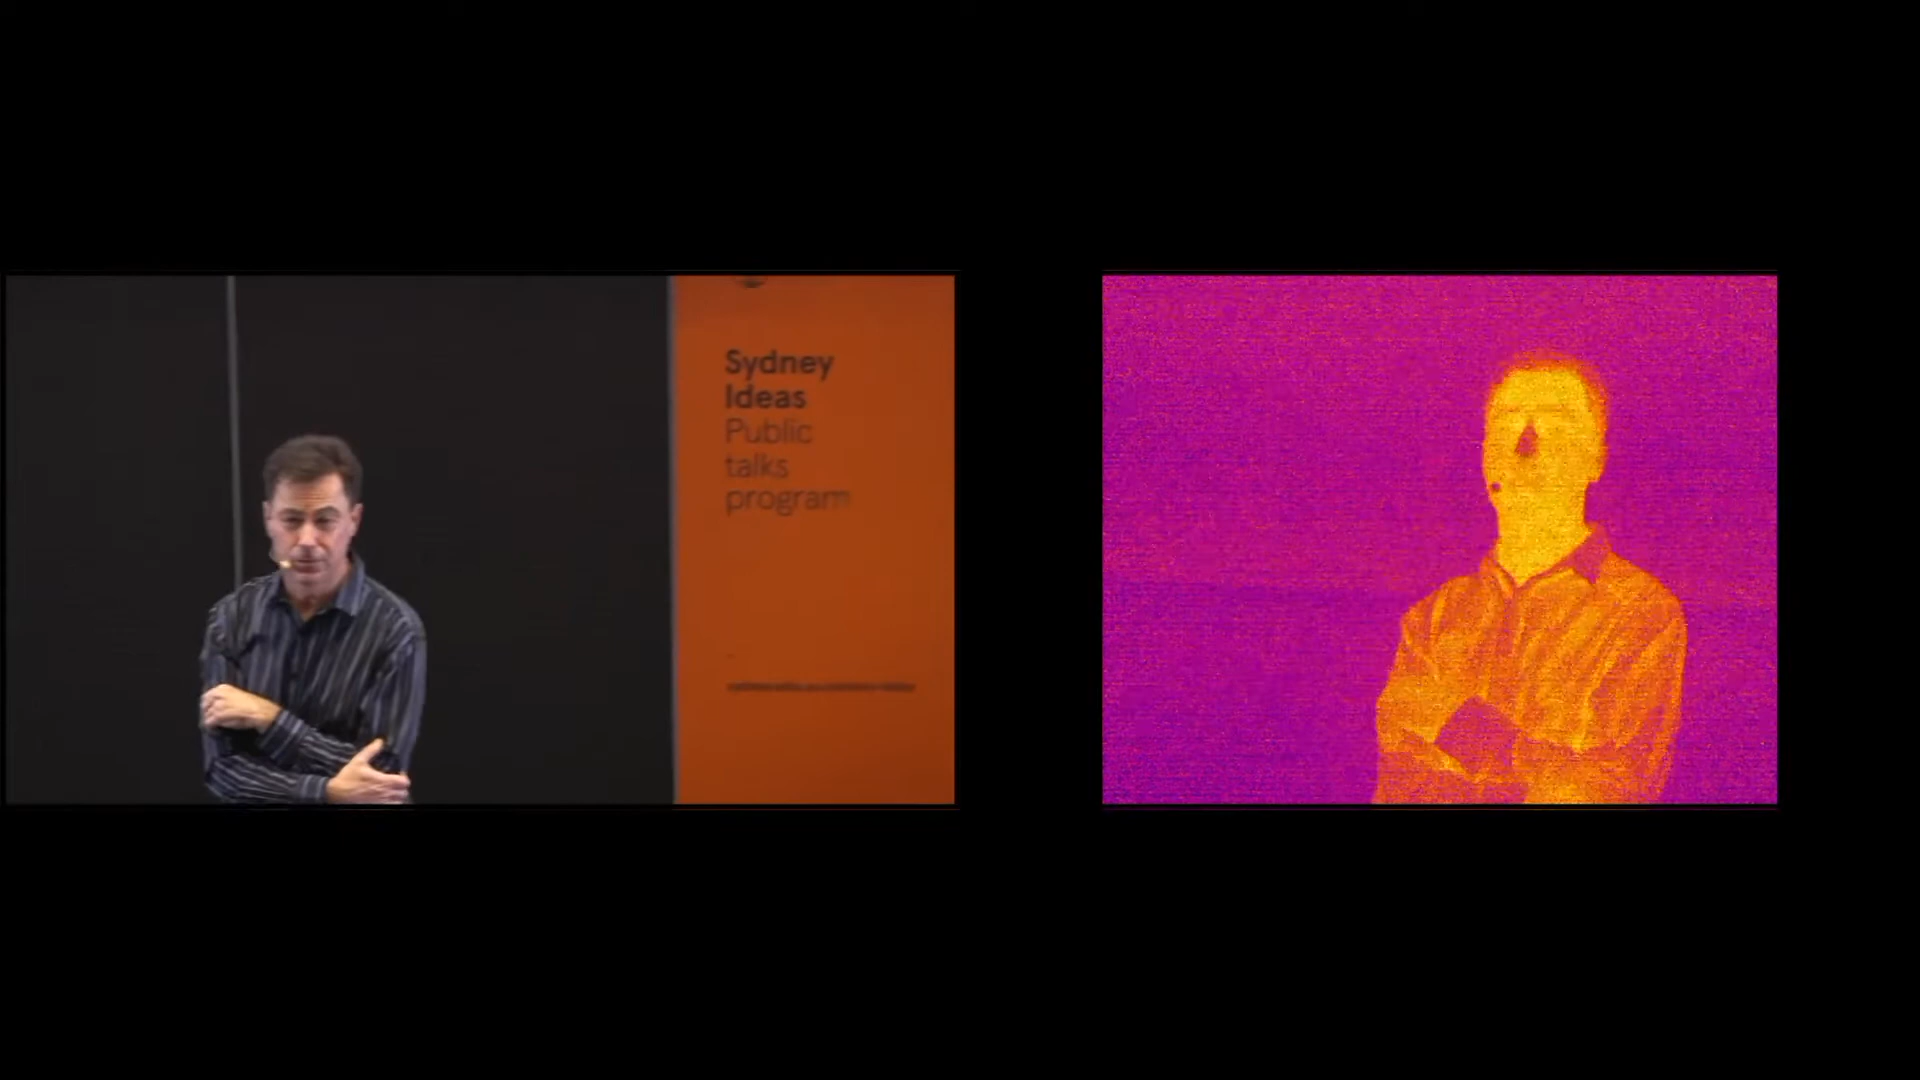 Sydney
Ideas
Public
talks
program